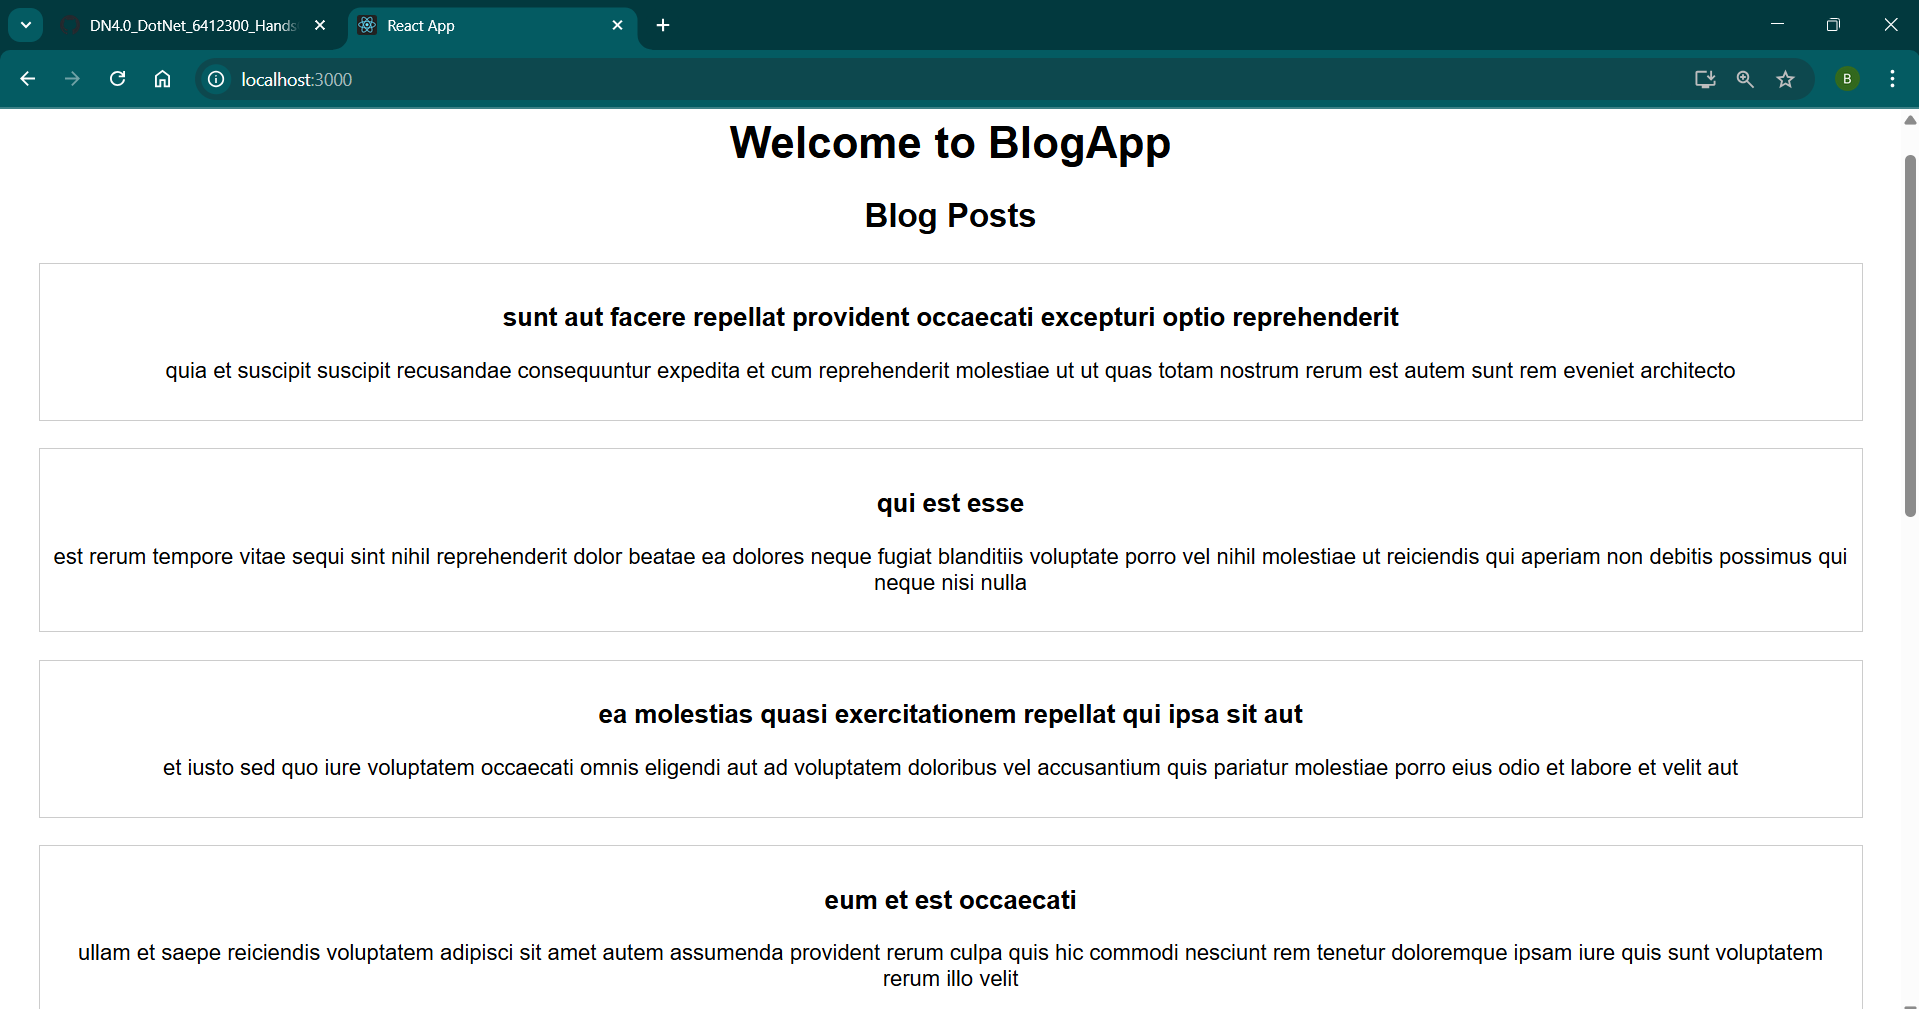 DN4.0_DotNet_6412300_Hands
React App
localhost:3000
B
Welcome to BlogApp
Blog Posts
sunt aut facere repellat provident occaecati excepturi optio reprehenderit
quia et suscipit suscipit recusandae consequuntur expedita et cum reprehenderit molestiae ut ut quas totam nostrum rerum est autem sunt rem eveniet architecto
qui est esse
est rerum tempore vitae sequi sint nihil reprehenderit dolor beatae ea dolores neque fugiat blanditiis voluptate porro vel nihil molestiae ut reiciendis qui aperiam non debitis possimus qui
neque nisi nulla
ea molestias quasi exercitationem repellat qui ipsa sit aut
et iusto sed quo iure voluptatem occaecati omnis eligendi aut ad voluptatem doloribus vel accusantium quis pariatur molestiae porro eius odio et labore et velit aut
eum et est occaecati
ullam et saepe reiciendis voluptatem adipisci sit amet autem assumenda provident rerum culpa quis hic commodi nesciunt rem tenetur doloremque ipsam iure quis sunt voluptatem
rerum illo velit